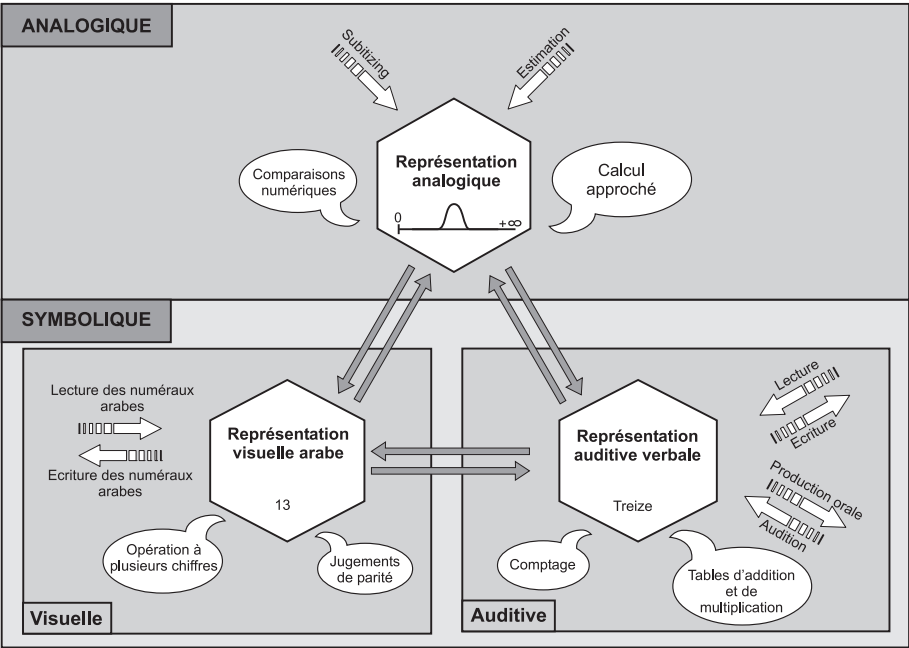 ANALOGIQUE
Subitizing
Estimation
Comparaisons
numériques
Représentation
analogique
0
+∞
Calcul
approché
SYMBOLIQUE
Lecture des numéraux
arabes
Ecriture des numéraux
arabes
Représentation
visuelle arabe
13
Opération à
plusieurs chiffres
Jugements
de parité
Visuelle
Représentation
auditive verbale
Treize
Lecture
Ecriture
Production orale
Audition
Comptage
Tables d'addition
et de
multiplication
Auditive